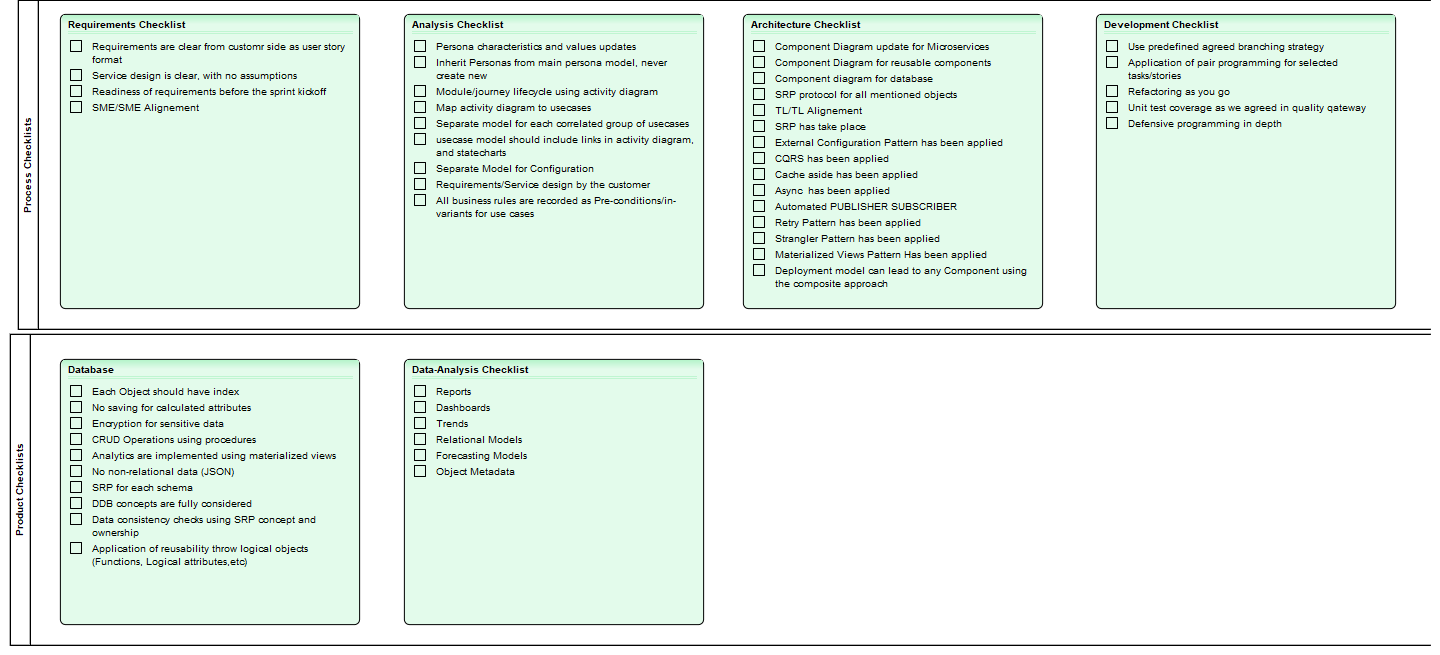 Process Checklists
Requirements Checklist
Requirements are clear from customr side as user story
format
Service design is clear, with no assumptions
Readiness of requirements before the sprint kickoff
SME/SME Alignement
Analysis Checklist
Persona characteristics and values updates
Inherit Personas from main persona model, never
create new
Module/journey lifecycle using activity diagram
Map activity diagram to usecases
Separate model for each correlated group of usecases
usecase model should include links in activity diagram,
and statecharts
Separate Model for Configuration
Requirements/Service design by the customer
All business rules are recorded as Pre-conditions/in-
variants for use cases
Architecture Checklist
Component Diagram update for Microservices
Component Diagram for reusable components
Component diagram for database
SRP protocol for all mentioned objects
TL/TL Alignement
SRP has take place
External Configuration Pattern has been applied
CQRS has been applied
Cache aside has been applied
Async  has been applied
Automated PUBLISHER SUBSCRIBER
Retry Pattern has been applied
Strangler Pattern has been applied
Materialized Views Pattern Has been applied
Deployment model can lead to any Component using
the composite approach
Development Checklist
Use predefined agreed branching strategy
Application of pair programming for selected
tasks/stories
Refactoring as you go
Unit test coverage as we agreed in quality qateway
Defensive programming in depth
Product Checklists
Database
Each Object should have index
No saving for calculated attributes
Encryption for sensitive data
CRUD Operations using procedures
Analytics are implemented using materialized views
No non-relational data (JSON)
SRP for each schema
DDB concepts are fully considered
Data consistency checks using SRP concept and
ownership
Application of reusability throw logical objects
(Functions, Logical attributes,etc)
Data-Analysis Checklist
Reports
Dashboards
Trends
Relational Models
Forecasting Models
Object Metadata